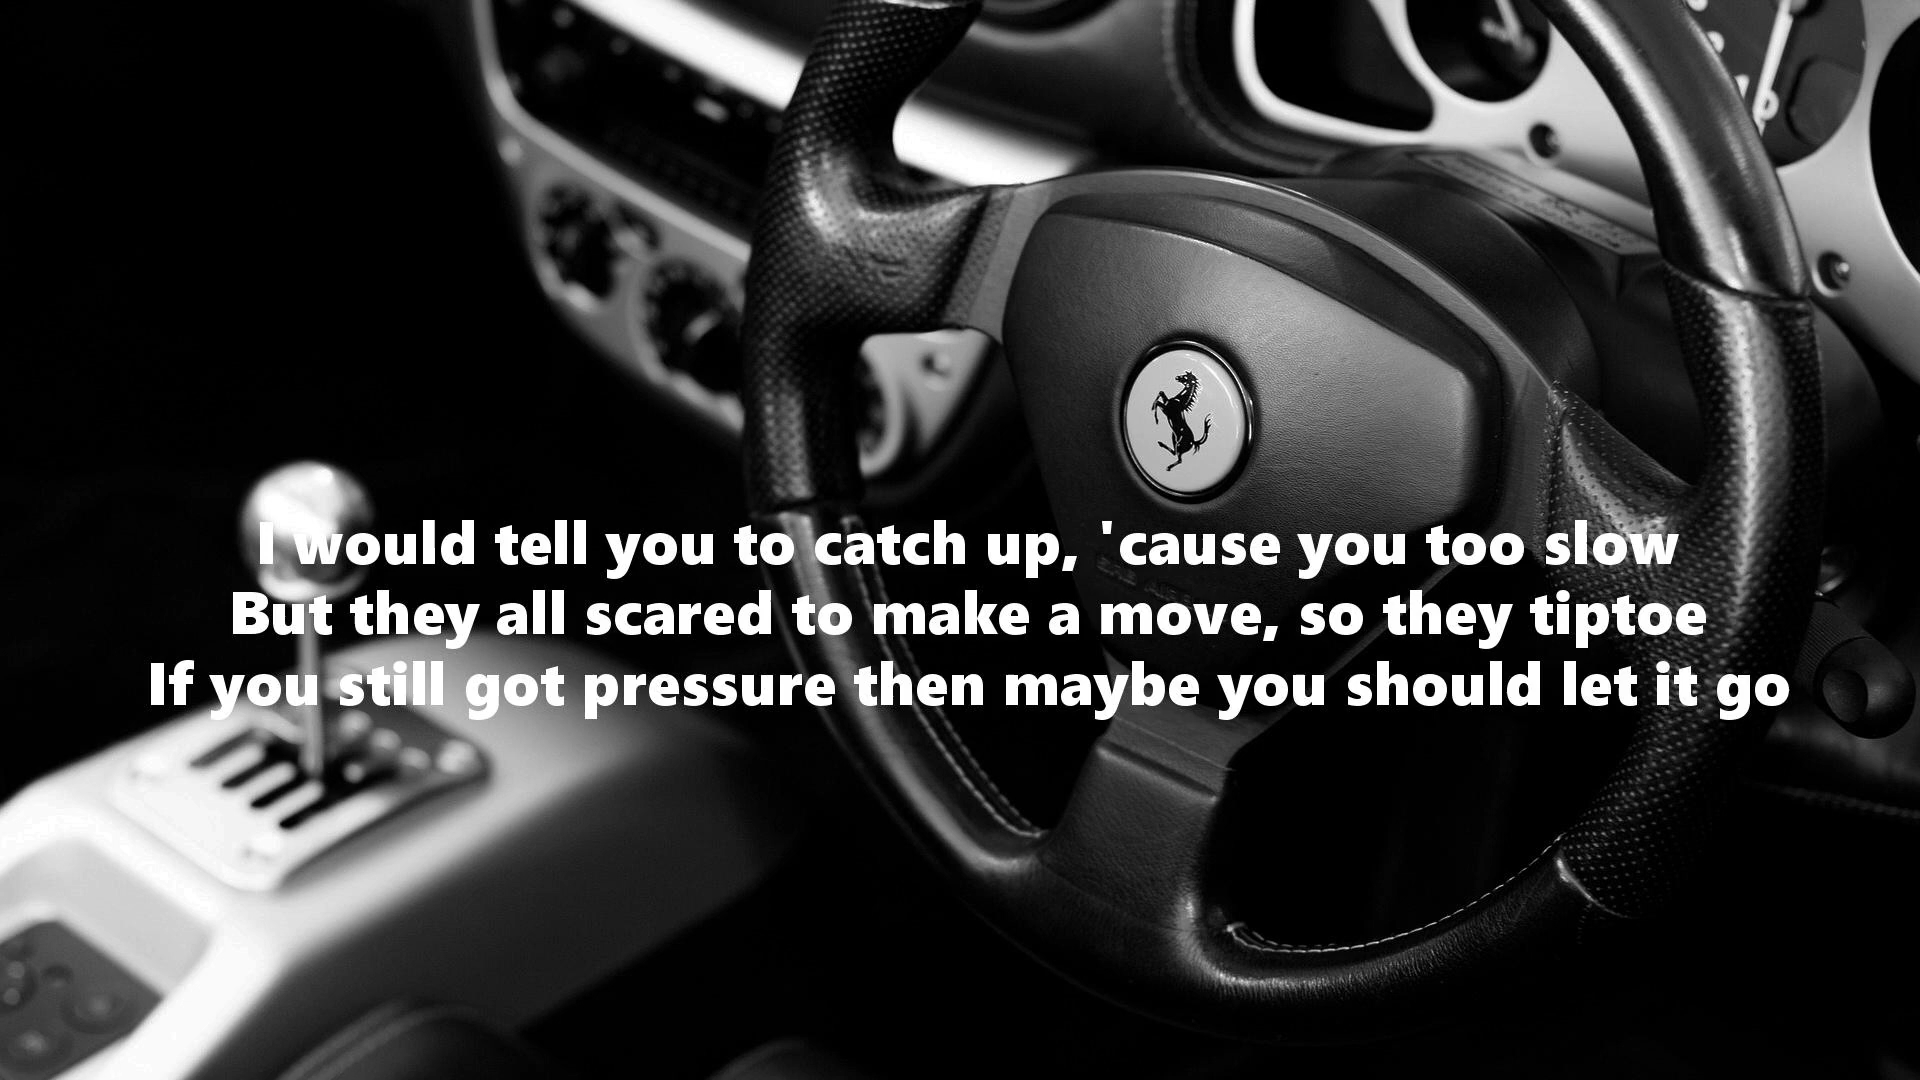 I would tell you to catch up, 'cause you too slow
But they all scared to make a move, so they tiptoe
If you still got pressure then maybe you should let it go